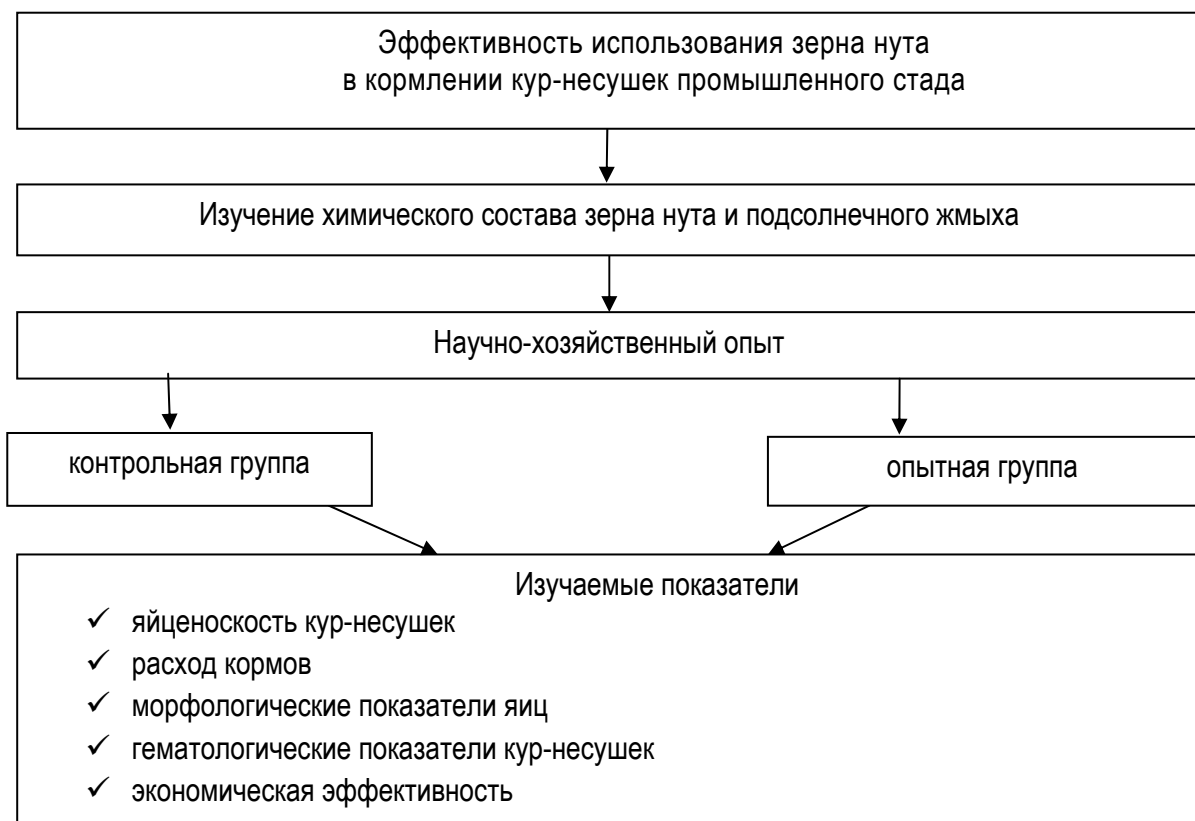 Эффективность использования зерна нута
в кормлении кур-несушек промышленного стада
Изучение химического состава зерна нута и подсолнечного жмыха
Научно-хозяйственный опыт
контрольная группа
опытная группа
Изучаемые показатели
✓ яйценоскость кур-несушек
✓ расход кормов
✓ морфологические показатели яиц
✓ гематологические показатели кур-несушек
✓ экономическая эффективность